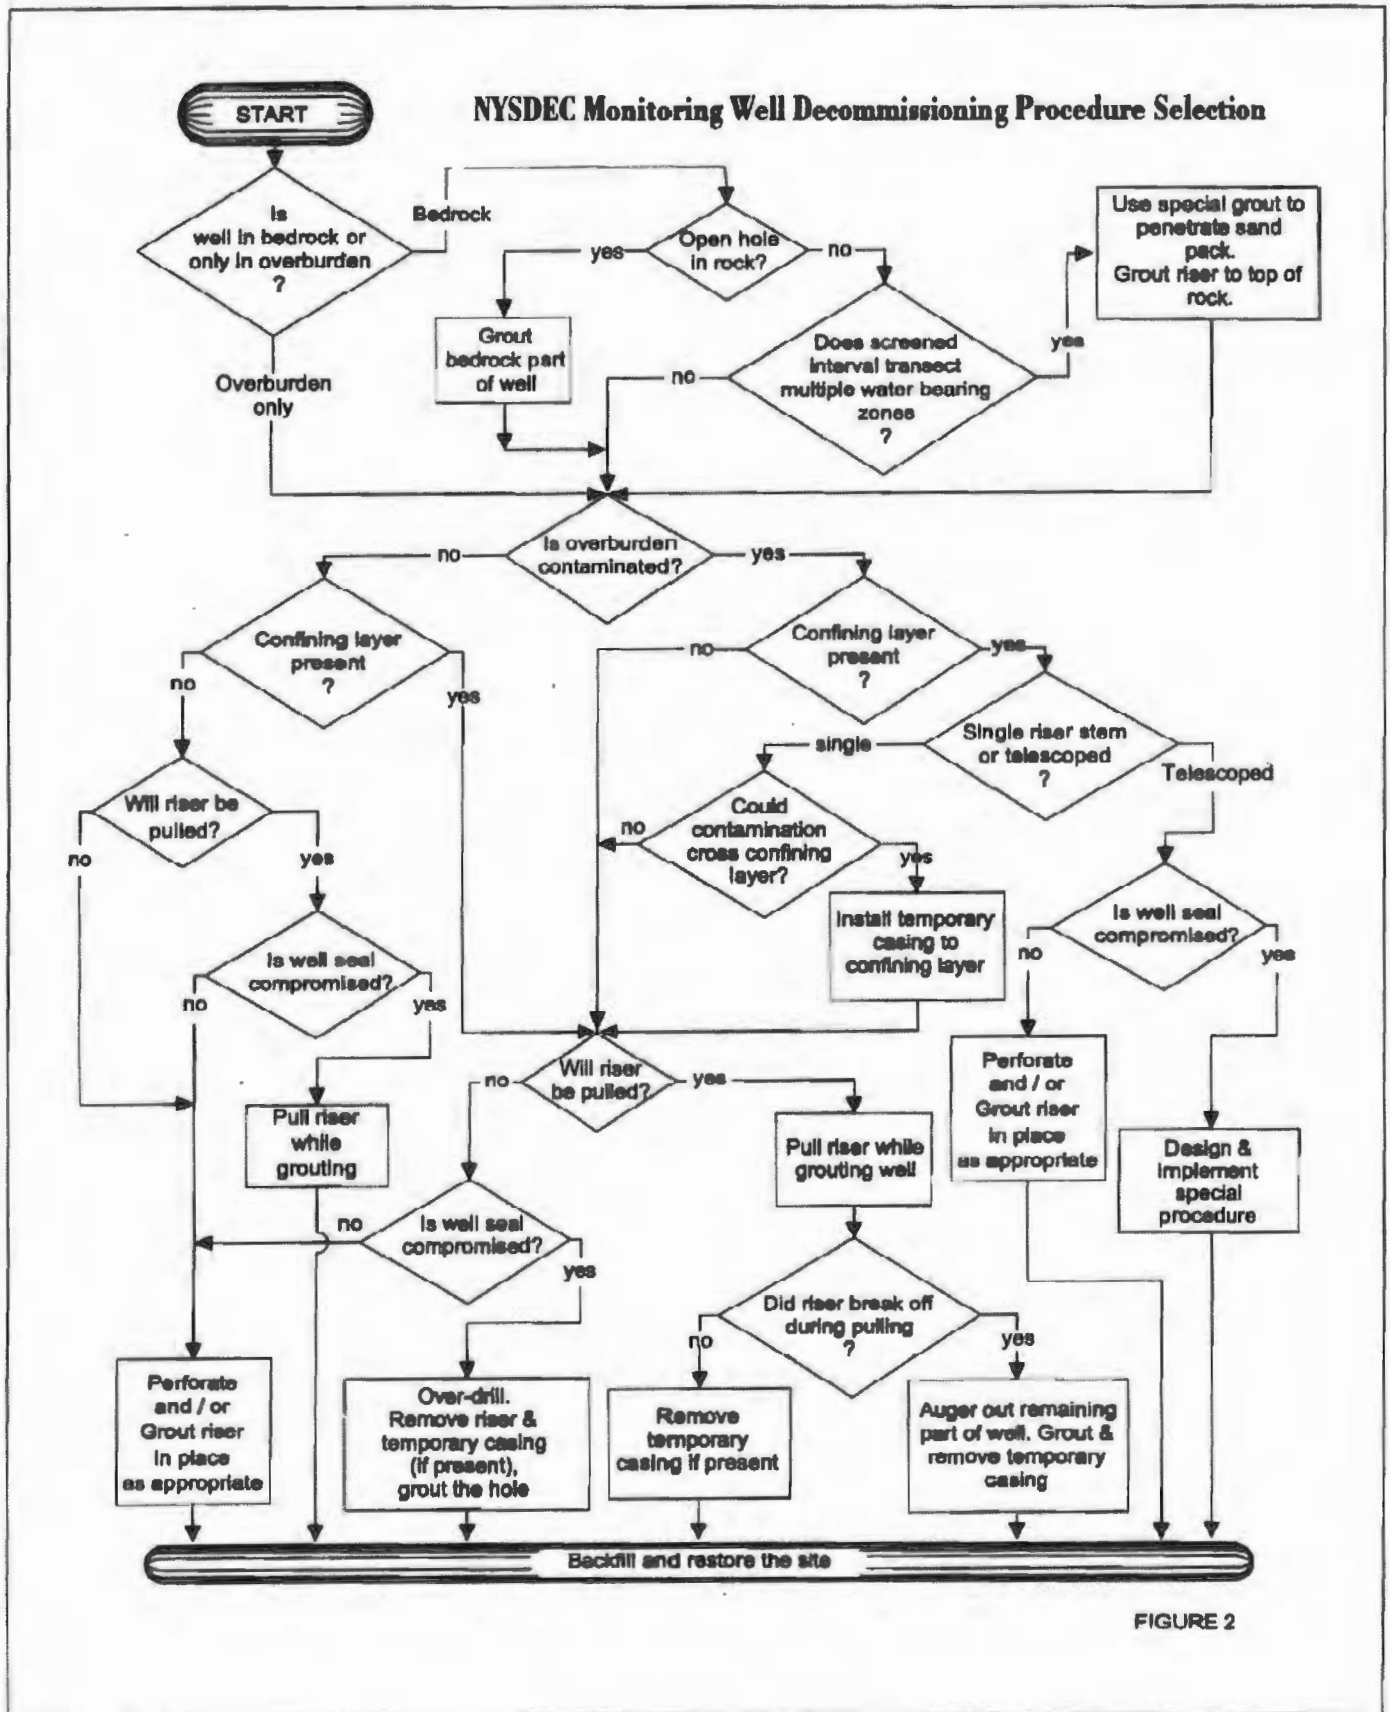 START
NYSDEC Monitoring Well Decommissioning Procedure Selection
Is
well in bedrock or
only in overburden
?
Bedrock
Overburden
only
Open hole
in rock?
yes
no
Grout
bedrock part
of well
Does screened
interval transect
multiple water bearing
zones
?
no
yes
Use special grout to
penetrate sand
pack.
Grout riser to top of
rock.
Is overburden
contaminated?
no
yes
Confining layer
present
?
no
yes
Confining layer
present
?
no
yes
Single riser stem
or telescoped
?
single
Telescoped
Will riser be
pulled?
no
yes
Could
contamination
cross confining
layer?
no
yes
Install temporary
casing to
confining layer
Is well seal
compromised?
no
yes
Is well seal
compromised?
no
yes
Pull riser
while
grouting
Will riser
be pulled?
no
yes
Perforate
and / or
Grout riser
in place
as appropriate
Design &
implement
special
procedure
Pull riser while
grouting well
Is well seal
compromised?
no
yes
Did riser break off
during pulling
?
no
yes
Perforate
and / or
Grout riser
in place
as appropriate
Over-drill.
Remove riser &
temporary casing
(if present),
grout the hole
Remove
temporary
casing if present
Auger out remaining
part of well. Grout &
remove temporary
casing
Backfill and restore the site
FIGURE 2